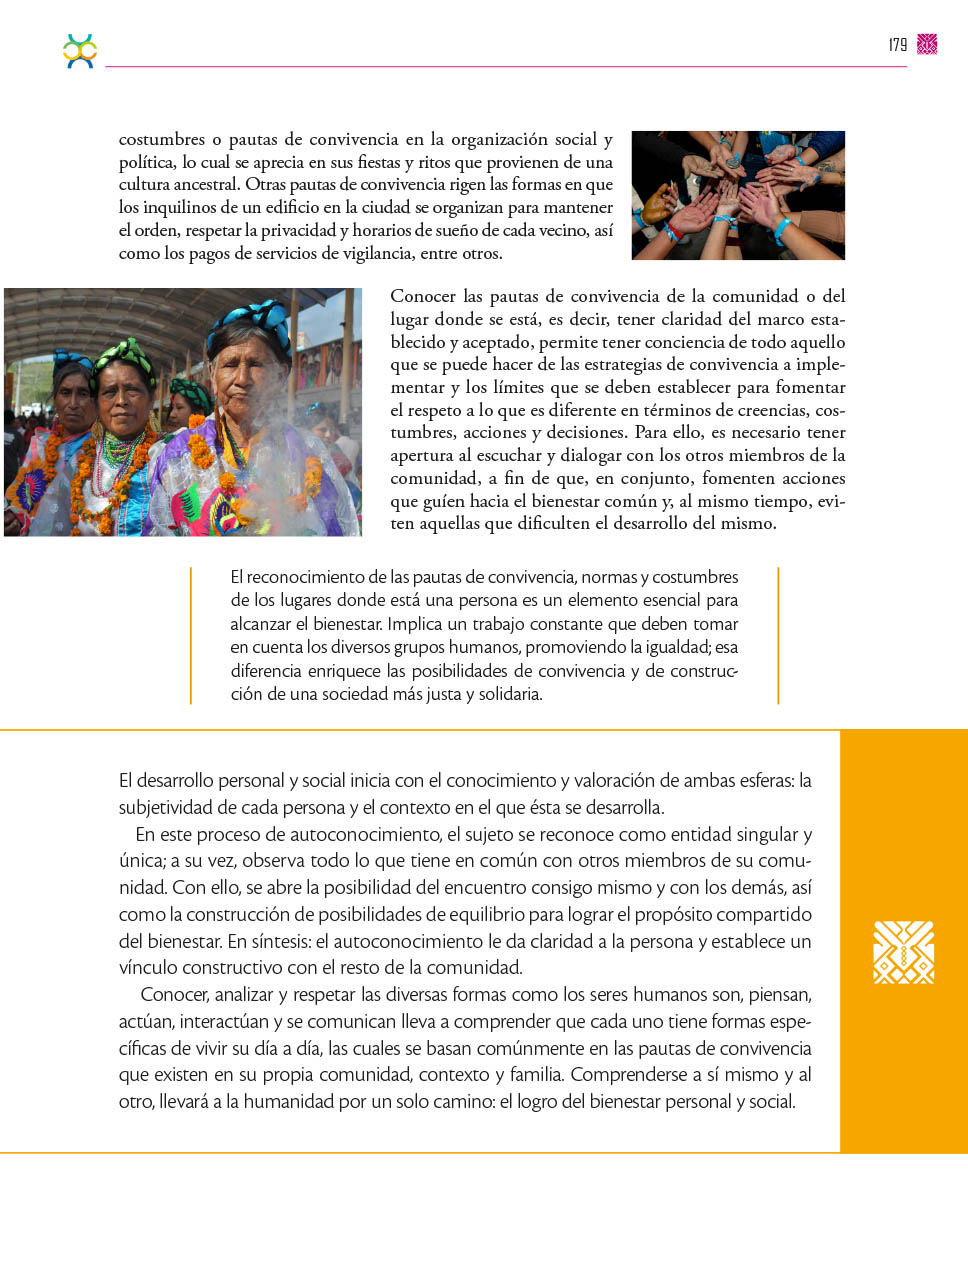 179
costumbres o pautas de convivencia en la organización social y
política, lo cual se aprecia en sus fiestas y ritos que provienen de una
cultura ancestral. Otras pautas de convivencia rigen las formas en que
los inquilinos de un edificio en la ciudad se organizan para mantener
el orden, respetar la privacidad y horarios de sueño de cada vecino, así
como los pagos de servicios de vigilancia, entre otros.
Conocer las pautas de convivencia de la comunidad o del
lugar donde se está, es decir, tener claridad del marco esta-
blecido y aceptado, permite tener conciencia de todo aquello
que se puede hacer de las estrategias de convivencia a imple-
mentar y los límites que se deben establecer para fomentar
el respeto a lo que es diferente en términos de creencias, cos-
tumbres, acciones y decisiones. Para ello, es necesario tener
apertura al escuchar y dialogar con los otros miembros de la
comunidad, a fin de que, en conjunto, fomenten acciones
que guíen hacia el bienestar común y, al mismo tiempo, evi-
ten aquellas que dificulten el desarrollo del mismo.
El reconocimiento de las pautas de convivencia, normas y costumbres
de los lugares donde está una persona es un elemento esencial para
alcanzar el bienestar. Implica un trabajo constante que deben tomar
en cuenta los diversos grupos humanos, promoviendo la igualdad; esa
diferencia enriquece las posibilidades de convivencia y de construc-
ción de una sociedad más justa y solidaria.
El desarrollo personal y social inicia con el conocimiento y valoración de ambas esferas: la
subjetividad de cada persona y el contexto en el que ésta se desarrolla.
En este proceso de autoconocimiento, el sujeto se reconoce como entidad singular y
única; a su vez, observa todo lo que tiene en común con otros miembros de su comu-
nidad. Con ello, se abre la posibilidad del encuentro consigo mismo y con los demás, así
como la construcción de posibilidades de equilibrio para lograr el propósito compartido
del bienestar. En síntesis: el autoconocimiento le da claridad a la persona y establece un
vínculo constructivo con el resto de la comunidad.
Conocer, analizar y respetar las diversas formas como los seres humanos son, piensan,
actúan, interactúan y se comunican lleva a comprender que cada uno tiene formas espe-
cíficas de vivir su día a día, las cuales se basan comúnmente en las pautas de convivencia
que existen en su propia comunidad, contexto y familia. Comprenderse a sí mismo y al
otro, llevará a la humanidad por un solo camino: el logro del bienestar personal y social.